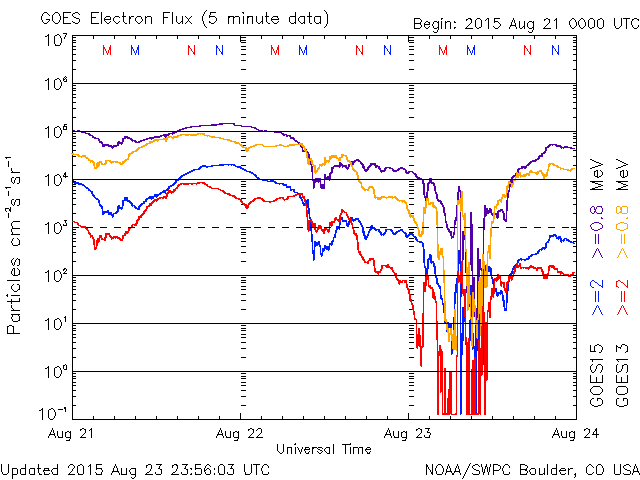 GOES Electron Flux (5 minute data)
Begin: 2015 Aug 21 0000 UTC
10⁷
M M N N M M N N M M N N
10⁶
10⁵
10⁴
10³
10²
10¹
10⁰
10⁻¹
Particles cm⁻²s⁻¹sr⁻¹
Aug 21 Aug 22 Aug 23 Aug 24
Universal Time
GOES15 >=2 >=0.8 MeV
GOES13 >=2 >=0.8 MeV
Updated 2015 Aug 23 23:56:03 UTC
NOAA/SWPC Boulder, CO USA